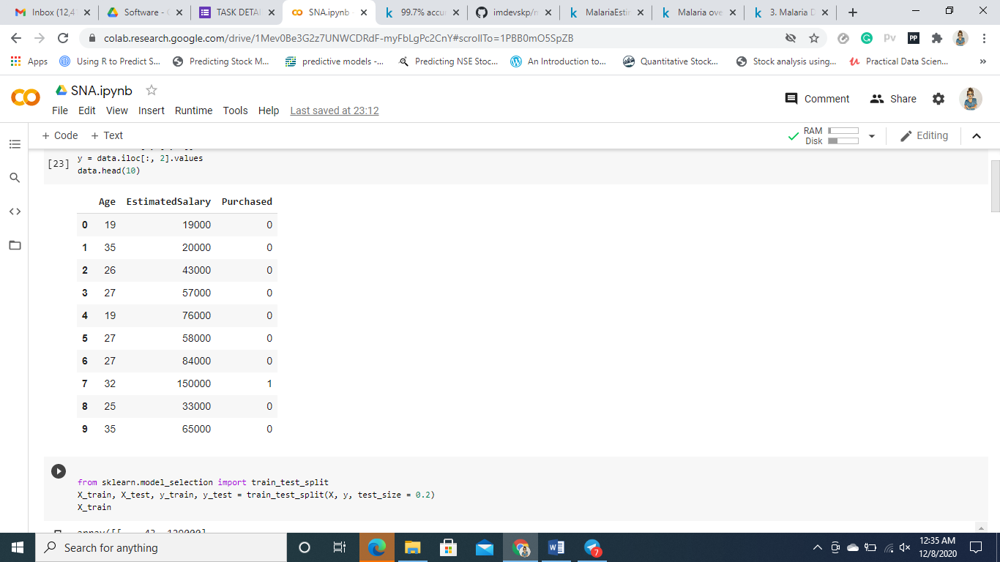 Inbox (12,4
Software - 
TASK DETAI
SNA.ipynb
99.7% accu
imdevskp/
MalariaEstin
Malaria ove
3. Malaria D
colab.research.google.com/drive/1Mev0Be3G2z7UNWCDRdF-myFbLgPc2CnY#scrollTo=1PBB0mO5SpZB
Apps
Using R to Predict S...
Predicting Stock M...
predictive models -...
Predicting NSE Stoc...
An Introduction to...
Quantitative Stock...
Stock analysis using...
Practical Data Scien...
»
SNA.ipynb
Comment
Share
File Edit View Insert Runtime Tools Help Last saved at 23:12
+ Code + Text
RAM
Disk
Editing
[23]
y = data.iloc[:, 2].values
data.head(10)
Age EstimatedSalary Purchased
0 19 19000 0
1 35 20000 0
2 26 43000 0
3 27 57000 0
4 19 76000 0
5 27 58000 0
6 27 84000 0
7 32 150000 1
8 25 33000 0
9 35 65000 0
from sklearn.model_selection import train_test_split
X_train, X_test, y_train, y_test = train_test_split(X, y, test_size = 0.2)
X_train
Search for anything
7
12:35 AM
12/8/2020